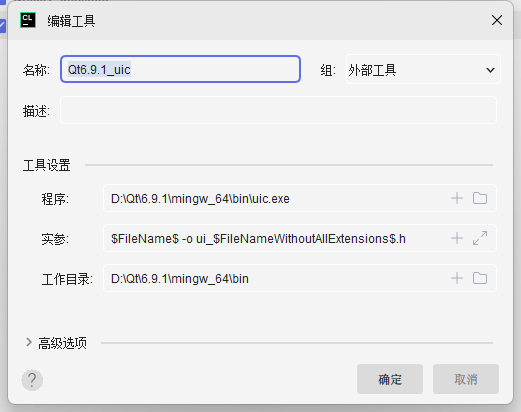 CL
编辑工具
名称: Qt6.9.1_uic 组: 外部工具
描述:
工具设置
程序: D:\Qt\6.9.1\mingw_64\bin\uic.exe
实参: $FileName$ -o ui_$FileNameWithoutAllExtensions$.h
工作目录: D:\Qt\6.9.1\mingw_64\bin
高级选项
? 确定 取消